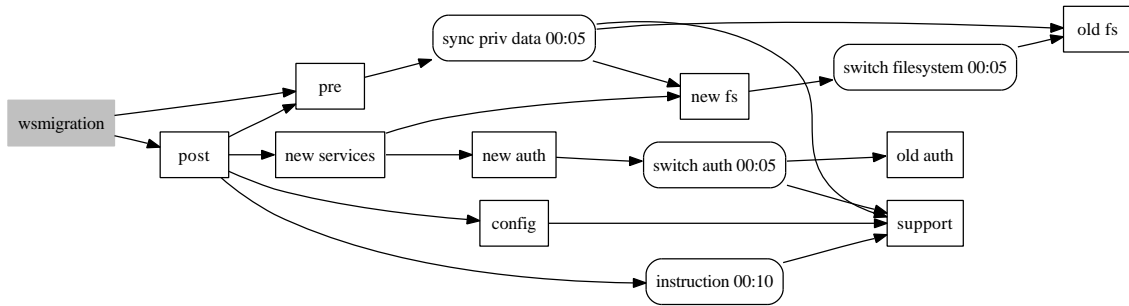 sync priv data 00:05
old fs
switch filesystem 00:05
pre
new fs
wsmigration
post
new services
new auth
switch auth 00:05
old auth
config
support
instruction 00:10